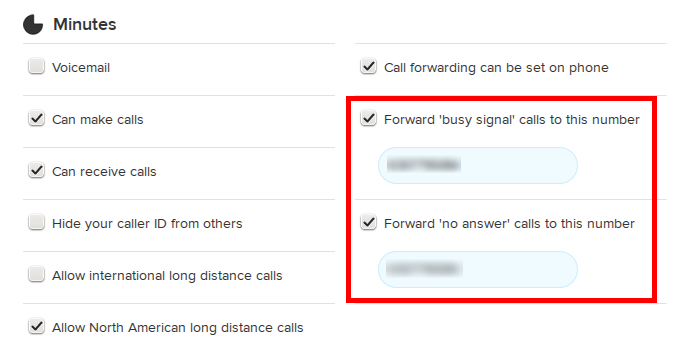 Minutes
Voicemail
Can make calls
Can receive calls
Hide your caller ID from others
Allow international long distance calls
Allow North American long distance calls
Call forwarding can be set on phone
Forward 'busy signal' calls to this number
Forward 'no answer' calls to this number